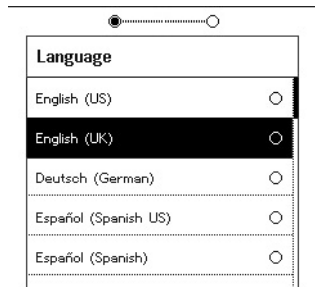 Language
English (US)
English (UK)
Deutsch (German)
Español (Spanish US)
Español (Spanish)